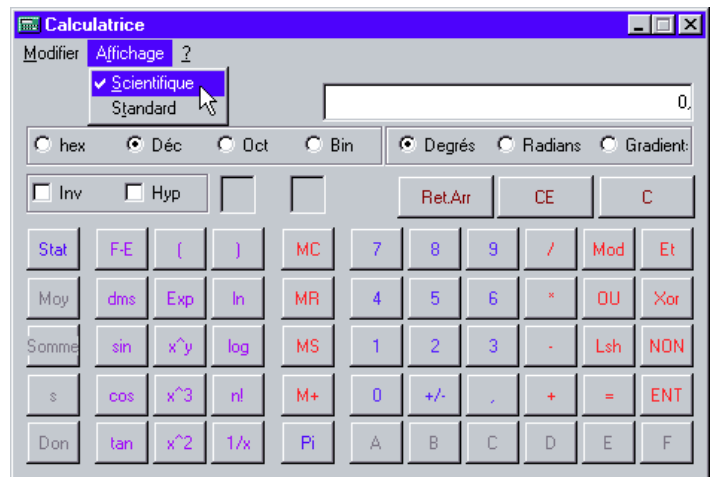 Calculatrice
Modifier Affichage ?
✓ Scientifique
Standard
0,
hex Déc Oct Bin Degrés Radians Gradient:
Inv Hyp Ret.Arr CE C
Stat F-E ( ) MC 7 8 9 / Mod Et
Moy dms Exp ln MR 4 5 6 * OU Xor
Somme sin x^y log MS 1 2 3 - Lsh NON
s cos x^3 n! M+ 0 +/- , + = ENT
Don tan x^2 1/x Pi A B C D E F